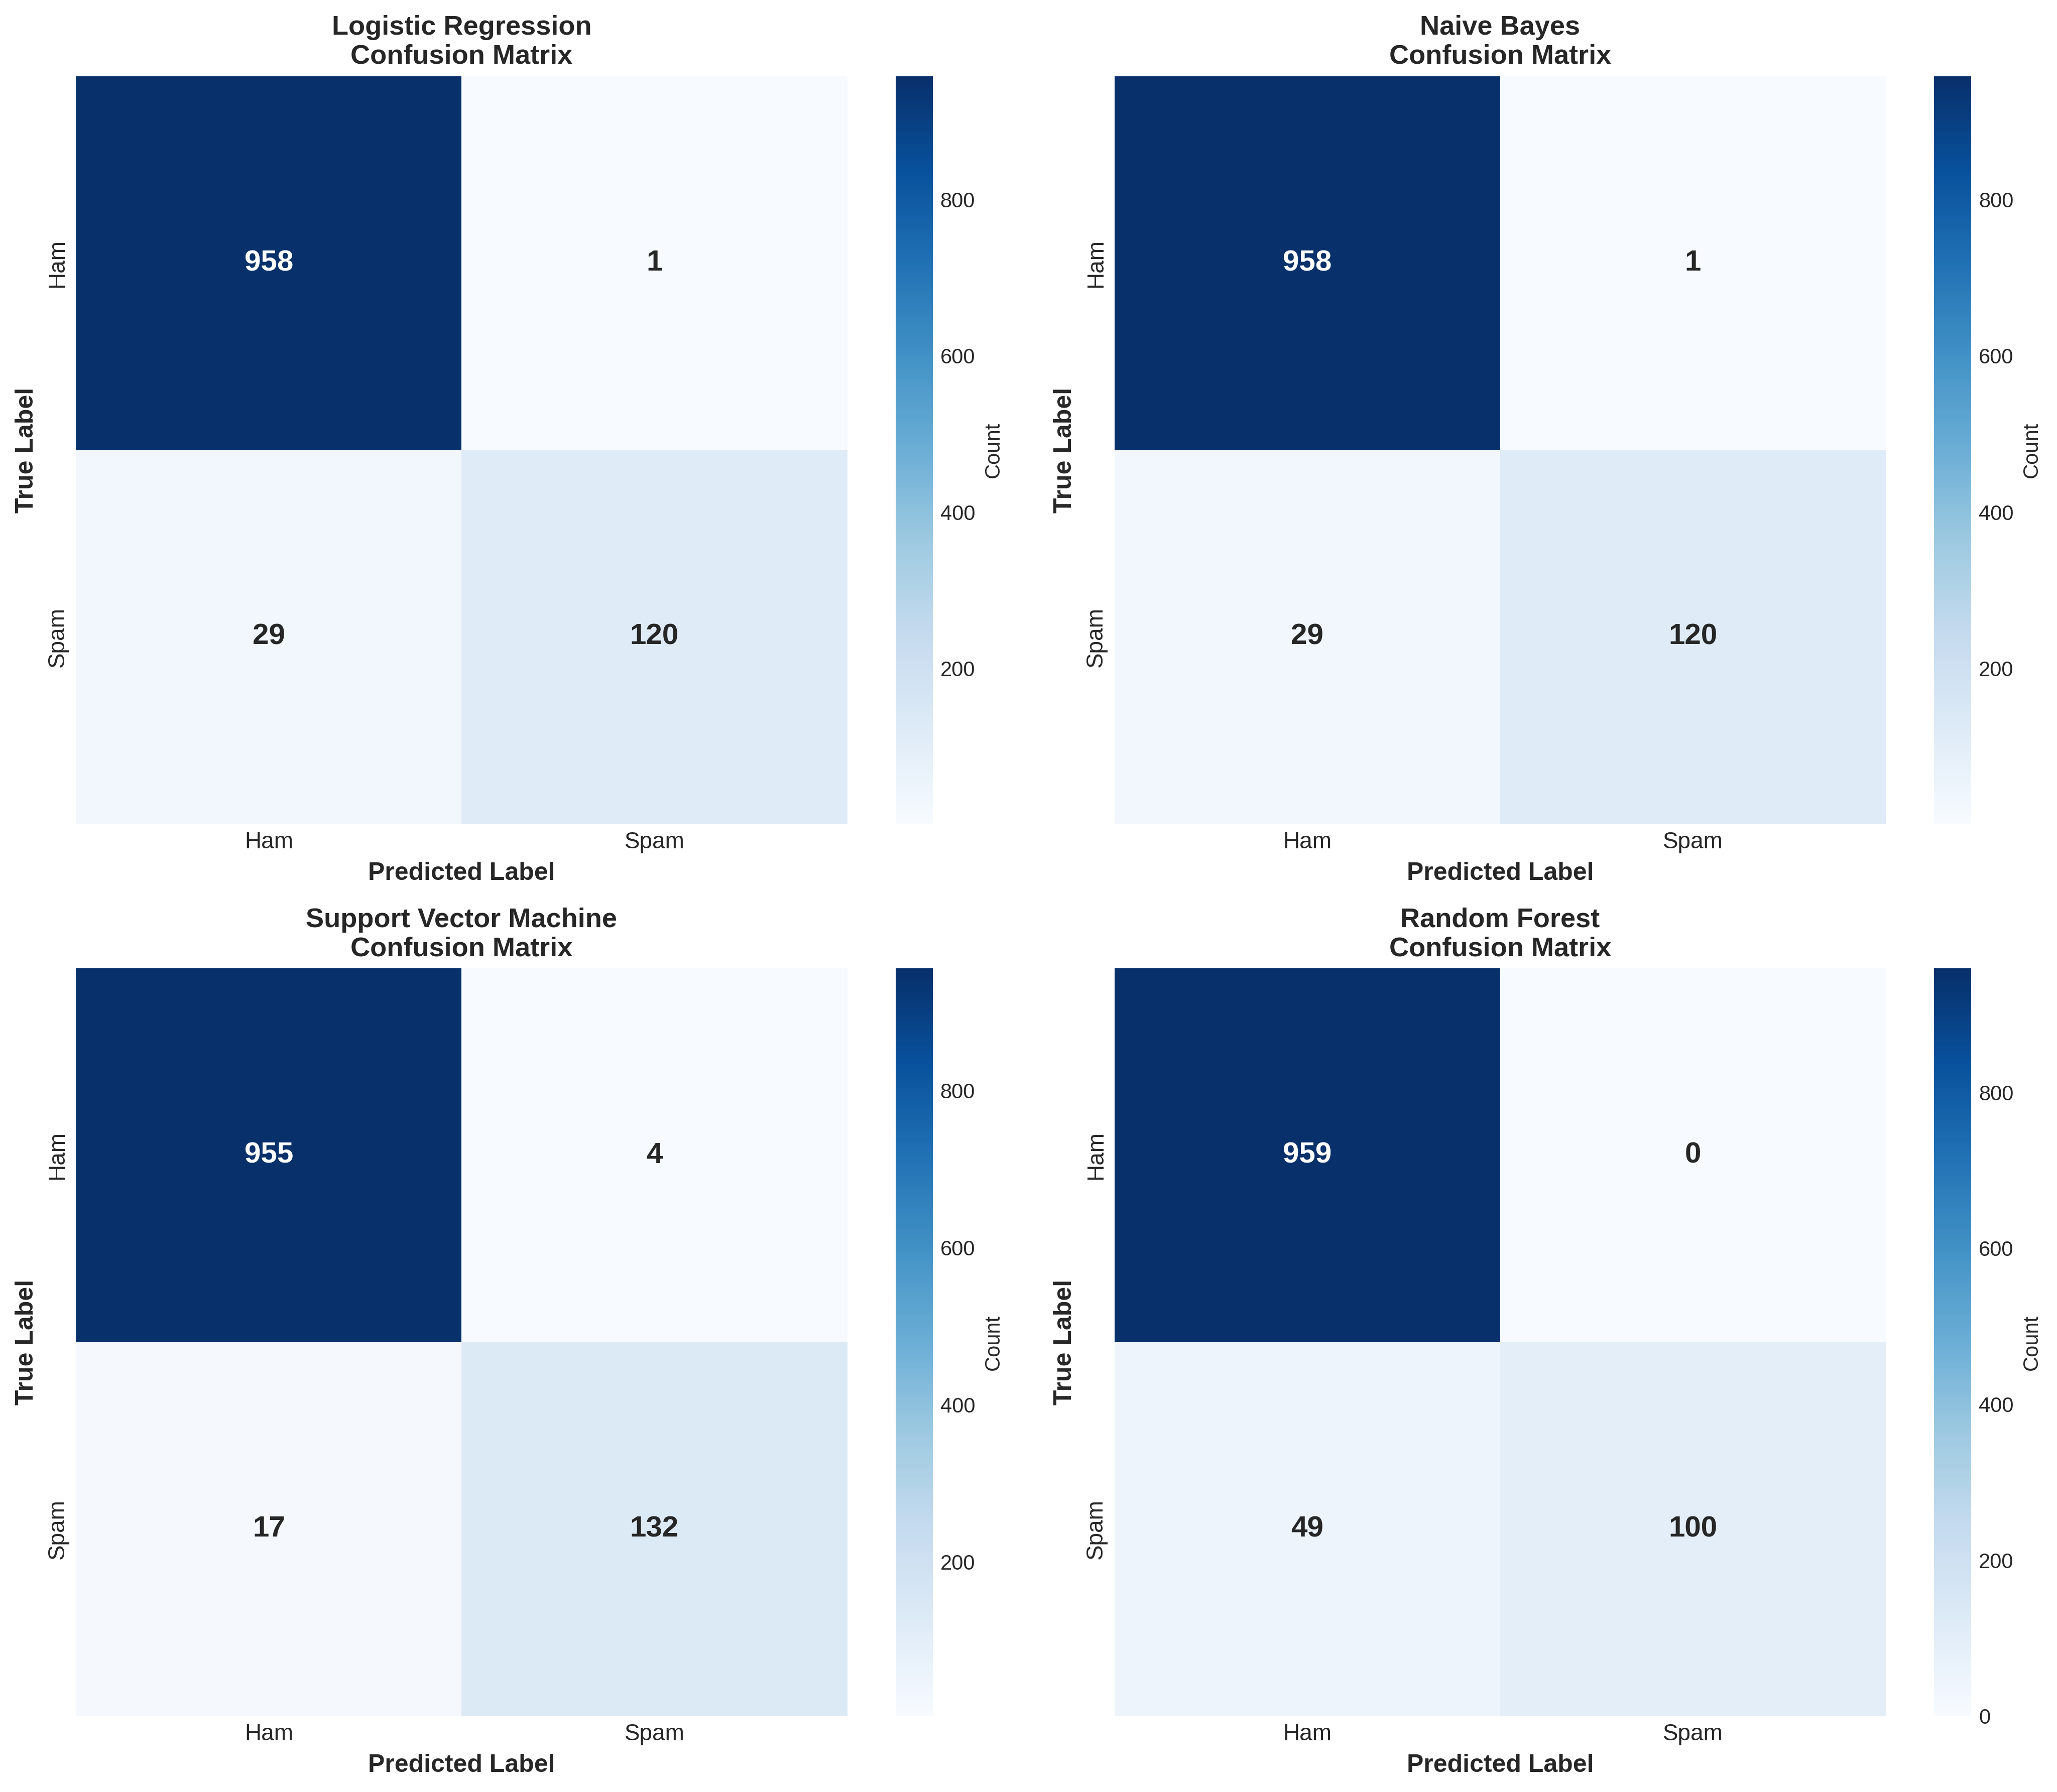 Logistic Regression
Confusion Matrix
True Label
Ham
Spam
958
1
29
120
Ham
Spam
Predicted Label
800
600
400
200
Count
Naive Bayes
Confusion Matrix
True Label
Ham
Spam
958
1
29
120
Ham
Spam
Predicted Label
800
600
400
200
Count
Support Vector Machine
Confusion Matrix
True Label
Ham
Spam
955
4
17
132
Ham
Spam
Predicted Label
800
600
400
200
Count
Random Forest
Confusion Matrix
True Label
Ham
Spam
959
0
49
100
Ham
Spam
Predicted Label
800
600
400
200
0
Count